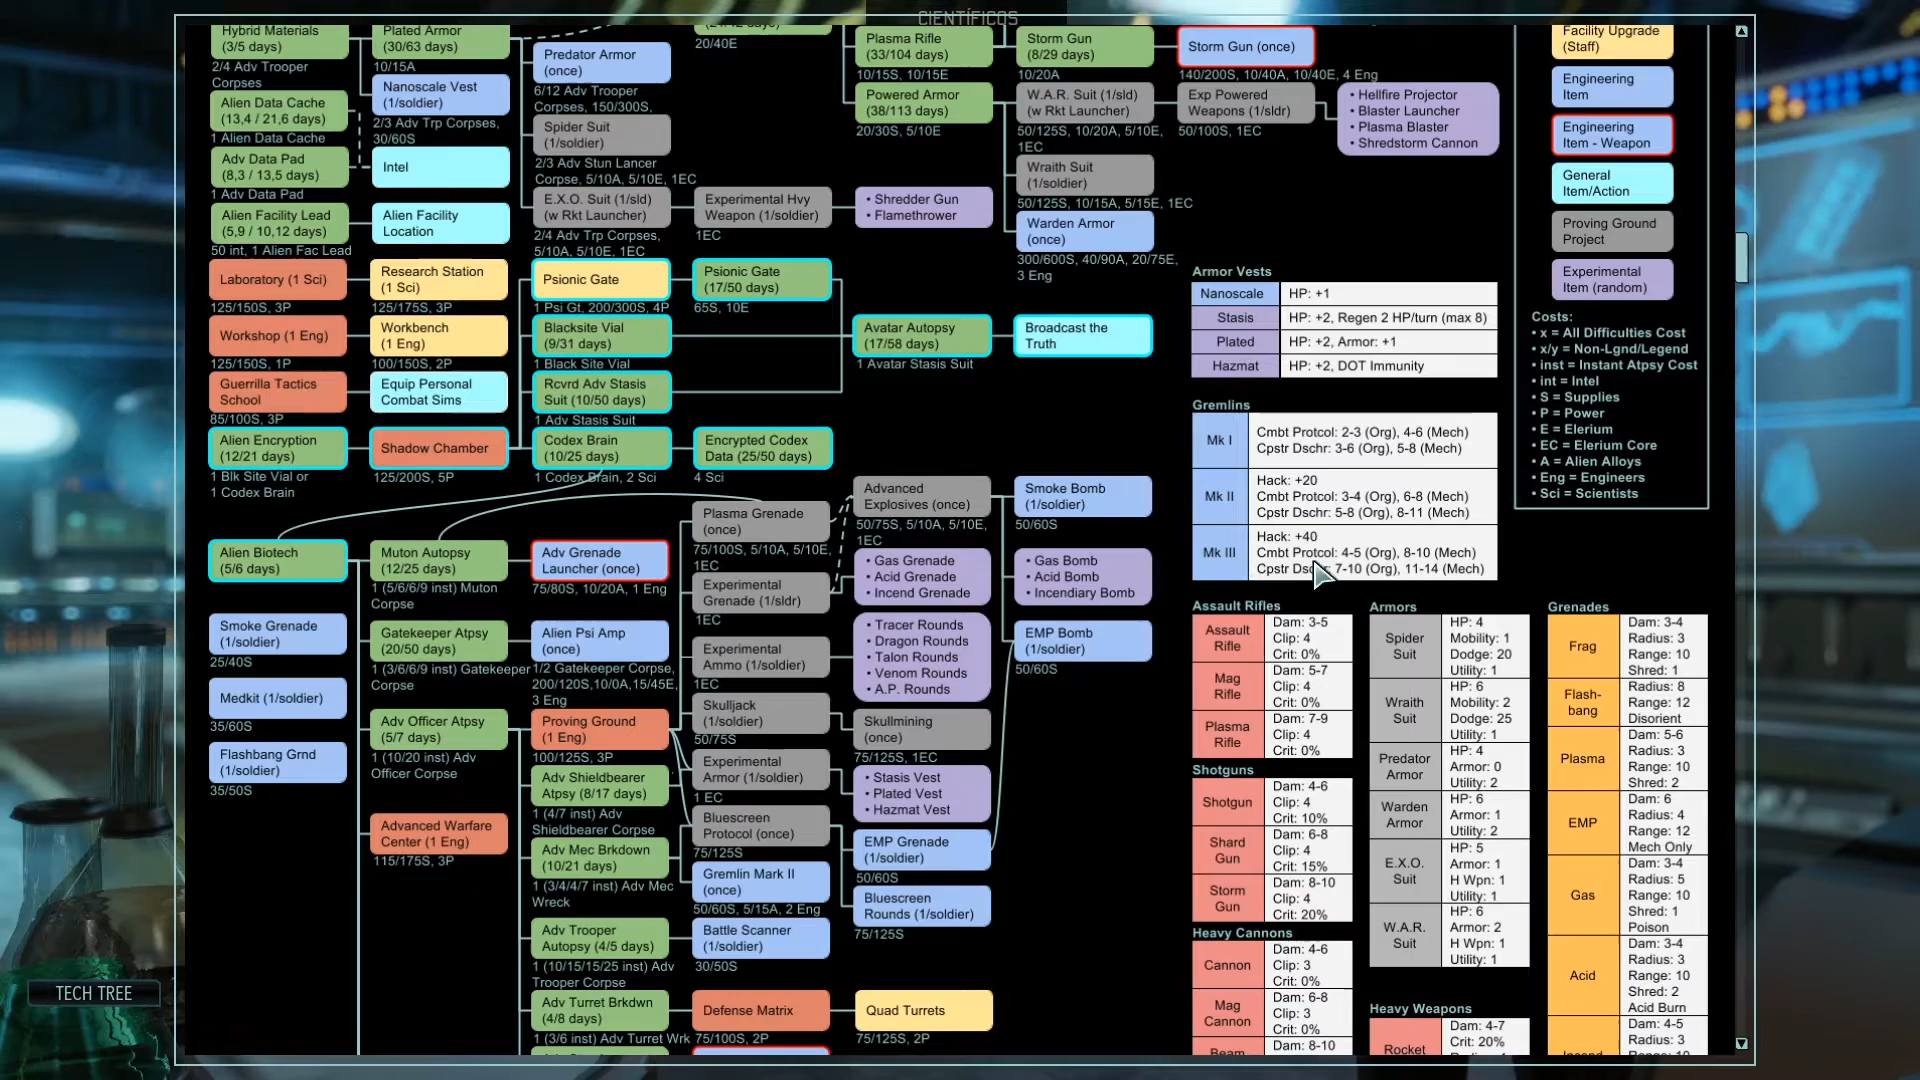 CIENTÍFICOS
Hybrid Materials
(3/5 days)
2/4 Adv Trooper
Corpses
Alien Data Cache
(13,4 / 21,6 days)
1 Alien Data Cache
Adv Data Pad
(8,3 / 13,5 days)
1 Adv Data Pad
Alien Facility Lead
(5,9 / 10,12 days)
50 int, 1 Alien Fac Lead
Laboratory (1 Sci)
125/150S, 3P
Workshop (1 Eng)
125/150S, 1P
Guerrilla Tactics
School
85/100S, 3P
Alien Encryption
(12/21 days)
1 Blk Site Vial or
1 Codex Brain
Alien Biotech
(5/6 days)
Smoke Grenade
(1/soldier)
25/40S
Medkit (1/soldier)
35/60S
Flashbang Grnd
(1/soldier)
35/50S
Plated Armor
(30/63 days)
10/15A
Nanoscale Vest
(1/soldier)
2/3 Adv Trp Corpses,
30/60S
Intel
Alien Facility
Location
Research Station
(1 Sci)
125/175S, 3P
Workbench
(1 Eng)
100/150S, 2P
Equip Personal
Combat Sims
Shadow Chamber
125/200S, 5P
Muton Autopsy
(12/25 days)
1 (5/6/6/9 inst) Muton
Corpse
Gatekeeper Atpsy
(20/50 days)
1 (3/6/6/9 inst) Gatekeeper
Corpse
Adv Officer Atpsy
(5/7 days)
1 (10/20 inst) Adv
Officer Corpse
Advanced Warfare
Center (1 Eng)
115/175S, 3P
Predator Armor
(once)
6/12 Adv Trooper
Corpses, 150/300S,
Spider Suit
(1/soldier)
2/3 Adv Stun Lancer
Corpse, 5/10A, 5/10E, 1EC
E.X.O. Suit (1/sld)
(w Rkt Launcher)
2/4 Adv Trp Corpses,
5/10A, 5/10E, 1EC
Psionic Gate
1 Psi Gt, 200/300S, 4P
Blacksite Vial
(9/31 days)
1 Black Site Vial
Rcvrd Adv Stasis
Suit (10/50 days)
1 Adv Stasis Suit
Codex Brain
(10/25 days)
1 Codex Brain, 2 Sci
Adv Grenade
Launcher (once)
75/80S, 10/20A, 1 Eng
Alien Psi Amp
(once)
1/2 Gatekeeper Corpse,
200/120S,10/0A,15/45E,
3 Eng
Proving Ground
(1 Eng)
100/125S, 3P
Adv Shieldbearer
Atpsy (8/17 days)
1 (4/7 inst) Adv
Shieldbearer Corpse
Adv Mec Brkdown
(10/21 days)
1 (3/4/4/7 inst) Adv Mec
Wreck
Adv Trooper
Autopsy (4/5 days)
1 (10/15/15/25 inst) Adv
Trooper Corpse
Adv Turret Brkdwn
(4/8 days)
1 (3/6 inst) Adv Turret Wrk
20/40E
Experimental Hvy
Weapon (1/soldier)
1EC
Psionic Gate
(17/50 days)
65S, 10E
Encrypted Codex
Data (25/50 days)
4 Sci
Plasma Grenade
(once)
75/100S, 5/10A, 5/10E,
1EC
Experimental
Grenade (1/sldr)
1EC
Experimental
Ammo (1/soldier)
1EC
Skulljack
(1/soldier)
50/75S
Experimental
Armor (1/soldier)
1 EC
Bluescreen
Protocol (once)
75/125S
Gremlin Mark II
(once)
50/60S, 5/15A, 2 Eng
Battle Scanner
(1/soldier)
30/50S
Defense Matrix
75/100S, 2P
Plasma Rifle
(33/104 days)
10/15S, 10/15E
Powered Armor
(38/113 days)
20/30S, 5/10E
• Shredder Gun
• Flamethrower
Avatar Autopsy
(17/58 days)
1 Avatar Stasis Suit
Advanced
Explosives (once)
50/75S, 5/10A, 5/10E,
1EC
• Gas Grenade
• Acid Grenade
• Incend Grenade
• Tracer Rounds
• Dragon Rounds
• Talon Rounds
• Venom Rounds
• A.P. Rounds
Skullmining
(once)
75/125S, 1EC
• Stasis Vest
• Plated Vest
• Hazmat Vest
EMP Grenade
(1/soldier)
50/60S
Bluescreen
Rounds (1/soldier)
75/125S
Quad Turrets
75/125S, 2P
Storm Gun
(8/29 days)
10/20A
W.A.R. Suit (1/sld)
(w Rkt Launcher)
50/125S, 10/20A, 5/10E,
1EC
Wraith Suit
(1/soldier)
50/125S, 10/15A, 5/15E, 1EC
Warden Armor
(once)
300/600S, 40/90A, 20/75E,
3 Eng
Broadcast the
Truth
Smoke Bomb
(1/soldier)
50/60S
• Gas Bomb
• Acid Bomb
• Incendiary Bomb
EMP Bomb
(1/soldier)
50/60S
Storm Gun (once)
140/200S, 10/40A, 10/40E, 4 Eng
Exp Powered
Weapons (1/sldr)
50/100S, 1EC
• Hellfire Projector
• Blaster Launcher
• Plasma Blaster
• Shredstorm Cannon
Armor Vests
Nanoscale HP: +1
Stasis HP: +2, Regen 2 HP/turn (max 8)
Plated HP: +2, Armor: +1
Hazmat HP: +2, DOT Immunity
Gremlins
Mk I
Cmbt Protcol: 2-3 (Org), 4-6 (Mech)
Cpstr Dschr: 3-6 (Org), 5-8 (Mech)
Mk II
Hack: +20
Cmbt Protcol: 3-4 (Org), 6-8 (Mech)
Cpstr Dschr: 5-8 (Org), 8-11 (Mech)
Mk III
Hack: +40
Cmbt Protcol: 4-5 (Org), 8-10 (Mech)
Cpstr 7-10 (Org), 11-14 (Mech)
Assault Rifles
Assault
Rifle
Dam: 3-5
Clip: 4
Crit: 0%
Mag
Rifle
Dam: 5-7
Clip: 4
Crit: 0%
Plasma
Rifle
Dam: 7-9
Clip: 4
Crit: 0%
Shotguns
Shotgun
Dam: 4-6
Clip: 4
Crit: 10%
Shard
Gun
Dam: 6-8
Clip: 4
Crit: 15%
Storm
Gun
Dam: 8-10
Clip: 4
Crit: 20%
Heavy Cannons
Cannon
Dam: 4-6
Clip: 3
Crit: 0%
Mag
Cannon
Dam: 6-8
Clip: 3
Crit: 0%
Beam
Dam: 8-10
Armors
Spider
Suit
HP: 4
Mobility: 1
Dodge: 20
Utility: 1
Wraith
Suit
HP: 6
Mobility: 2
Dodge: 25
Utility: 1
Predator
Armor
HP: 4
Armor: 0
Utility: 2
Warden
Armor
HP: 6
Armor: 1
Utility: 2
E.X.O.
Suit
HP: 5
Armor: 1
H Wpn: 1
Utility: 1
W.A.R.
Suit
HP: 6
Armor: 2
H Wpn: 1
Utility: 1
Heavy Weapons
Rocket
Dam: 4-7
Crit: 20%
Grenades
Frag
Dam: 3-4
Radius: 3
Range: 10
Shred: 1
Flash-
bang
Radius: 8
Range: 12
Disorient
Plasma
Dam: 5-6
Radius: 3
Range: 10
Shred: 2
EMP
Dam: 6
Radius: 4
Range: 12
Mech Only
Gas
Dam: 3-4
Radius: 5
Range: 10
Shred: 1
Poison
Acid
Dam: 3-4
Radius: 3
Range: 10
Shred: 2
Acid Burn
Dam: 4-5
Radius: 3
Facility Upgrade
(Staff)
Engineering
Item
Engineering
Item - Weapon
General
Item/Action
Proving Ground
Project
Experimental
Item (random)
Costs:
• x = All Difficulties Cost
• x/y = Non-Lgnd/Legend
• inst = Instant Atpsy Cost
• int = Intel
• S = Supplies
• P = Power
• E = Elerium
• EC = Elerium Core
• A = Alien Alloys
• Eng = Engineers
• Sci = Scientists
TECH TREE